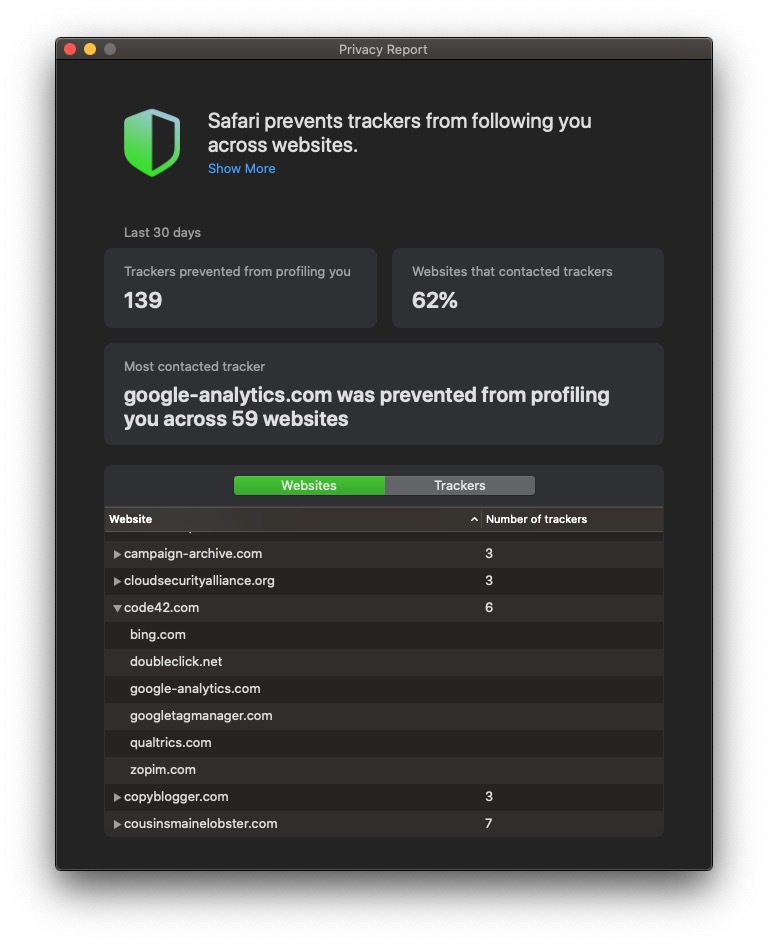 Privacy Report
Safari prevents trackers from following you
across websites.
Show More
Last 30 days
Trackers prevented from profiling you
139
Websites that contacted trackers
62%
Most contacted tracker
google-analytics.com was prevented from profiling
you across 59 websites
Websites Trackers
Website Number of trackers
campaign-archive.com 3
cloudsecurityalliance.org 3
code42.com 6
bing.com
doubleclick.net
google-analytics.com
googletagmanager.com
qualtrics.com
zopim.com
copyblogger.com 3
cousinsmainelobster.com 7